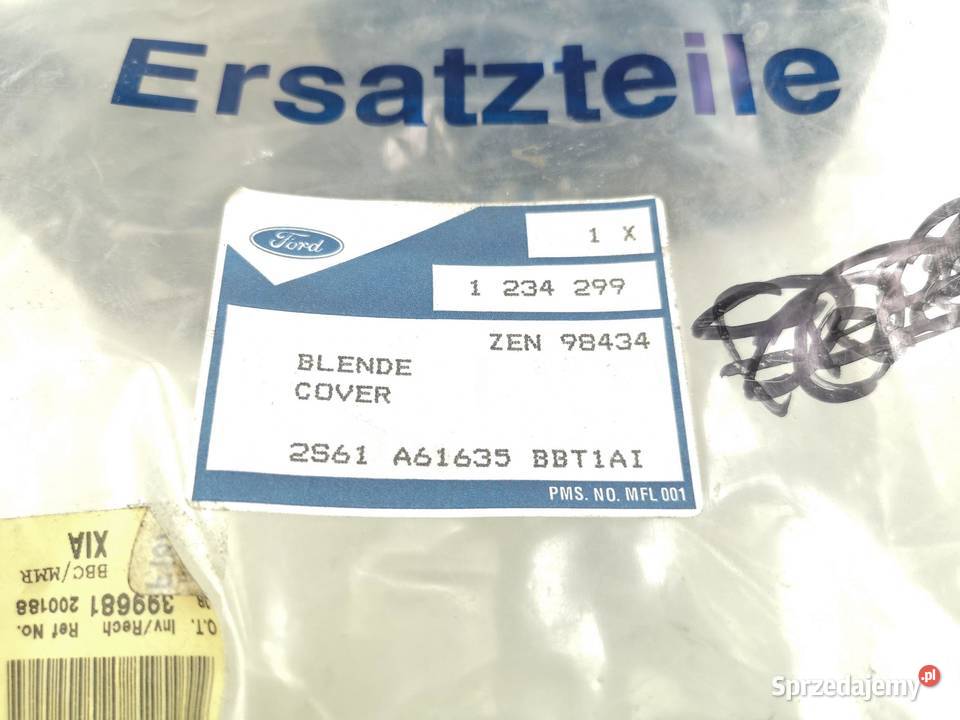 Ersatzteile
Ford
1 X
1 234 299
ZEN 98434
BLENDE
COVER
2S61 A61635 BBT1AI
PMS. NO. MFL 001
O.T. Inv/Rech Ref No.
399681 200188
BBC/MMR
XIA
Sprzedajemy.pl